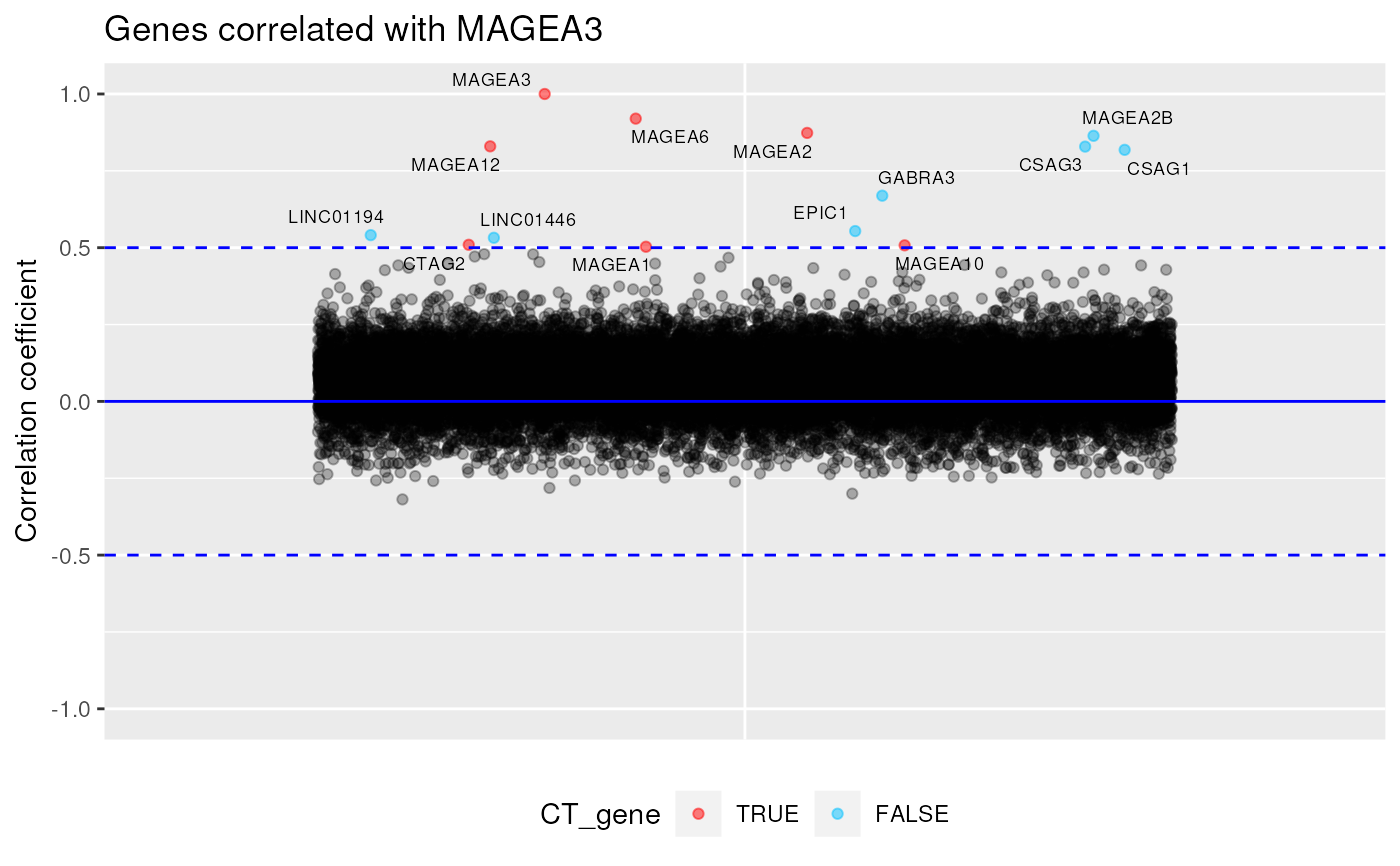 Genes correlated with MAGEA3
MAGEA3
1.0
MAGEA6
MAGEA2B
MAGEA2
MAGEA12
CSAG3
CSAG1
GABRA3
LINC01194
LINC01446
EPIC1
0.5
CTAG2
MAGEA1
MAGEA10
Correlation coefficient
0.0
-0.5
-1.0
CT_gene
TRUE
FALSE